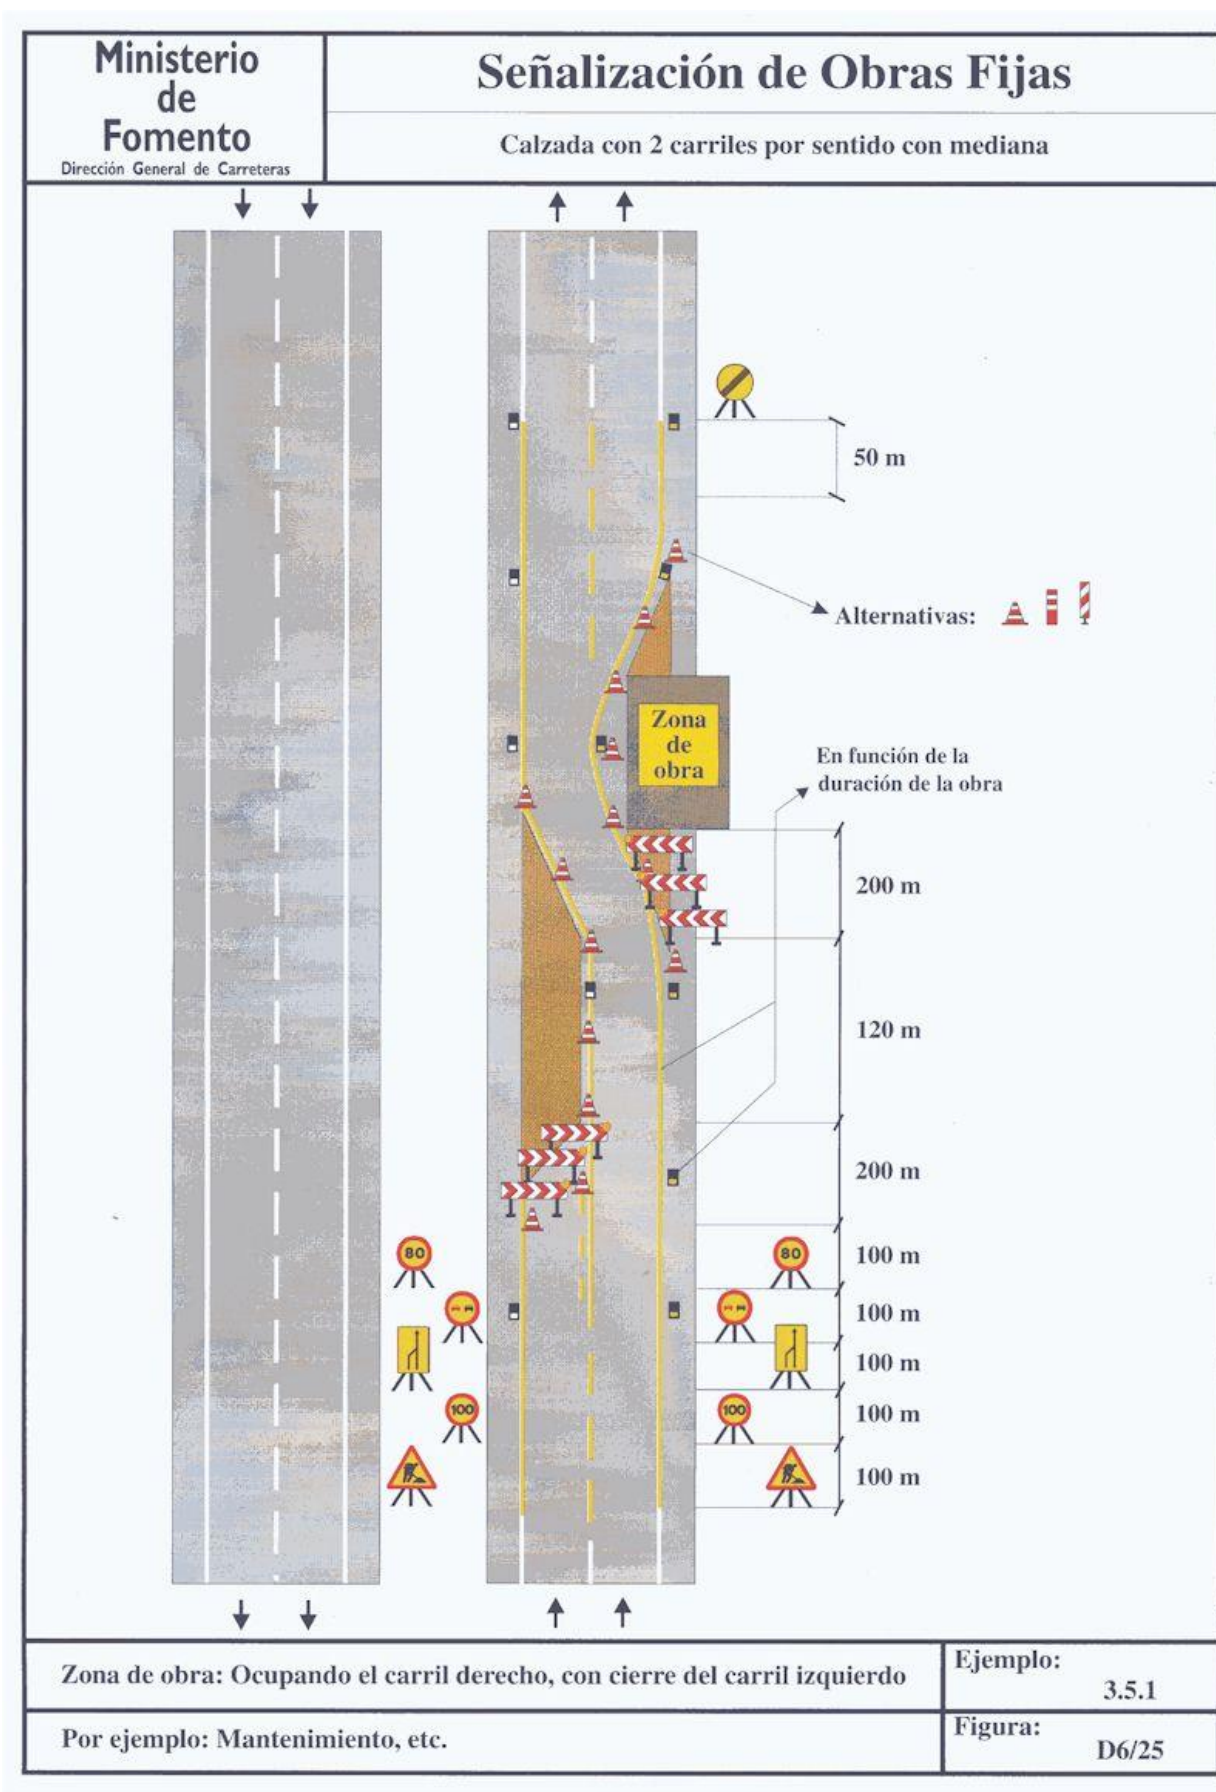 Ministerio
de
Fomento
Dirección General de Carreteras
Señalización de Obras Fijas
Calzada con 2 carriles por sentido con mediana
50 m
Alternativas:
Zona
de
obra
En función de la
duración de la obra
200 m
120 m
200 m
80
80
100 m
100 m
100 m
100
100
100 m
100 m
Zona de obra: Ocupando el carril derecho, con cierre del carril izquierdo
Ejemplo:
3.5.1
Por ejemplo: Mantenimiento, etc.
Figura:
D6/25